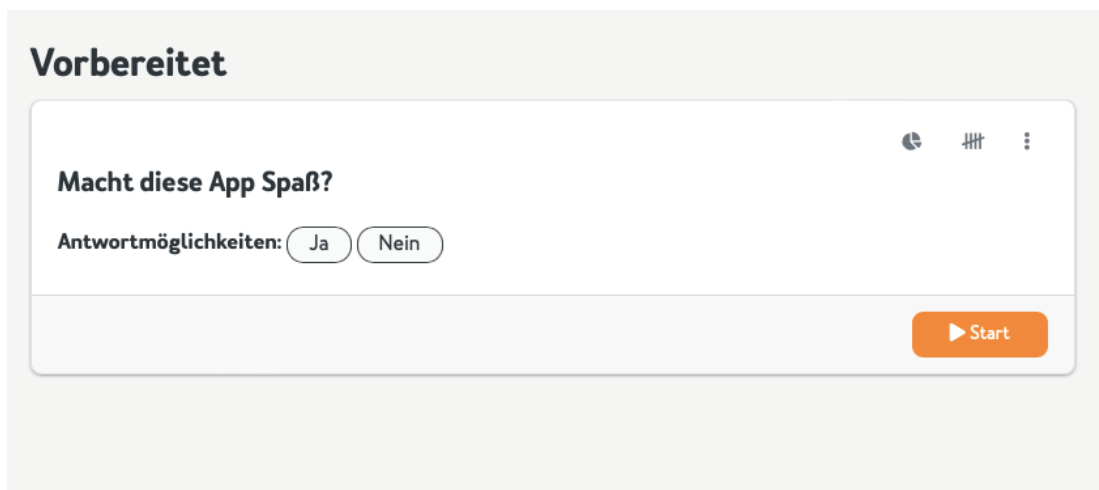 Vorbereitet
Macht diese App Spaß?
Antwortmöglichkeiten: Ja Nein
Start